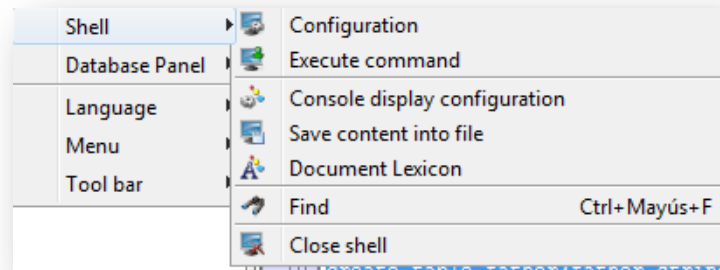 Shell
Database Panel
Language
Menu
Tool bar
Configuration
Execute command
Console display configuration
Save content into file
Document Lexicon
Find Ctrl+Mayús+F
Close shell